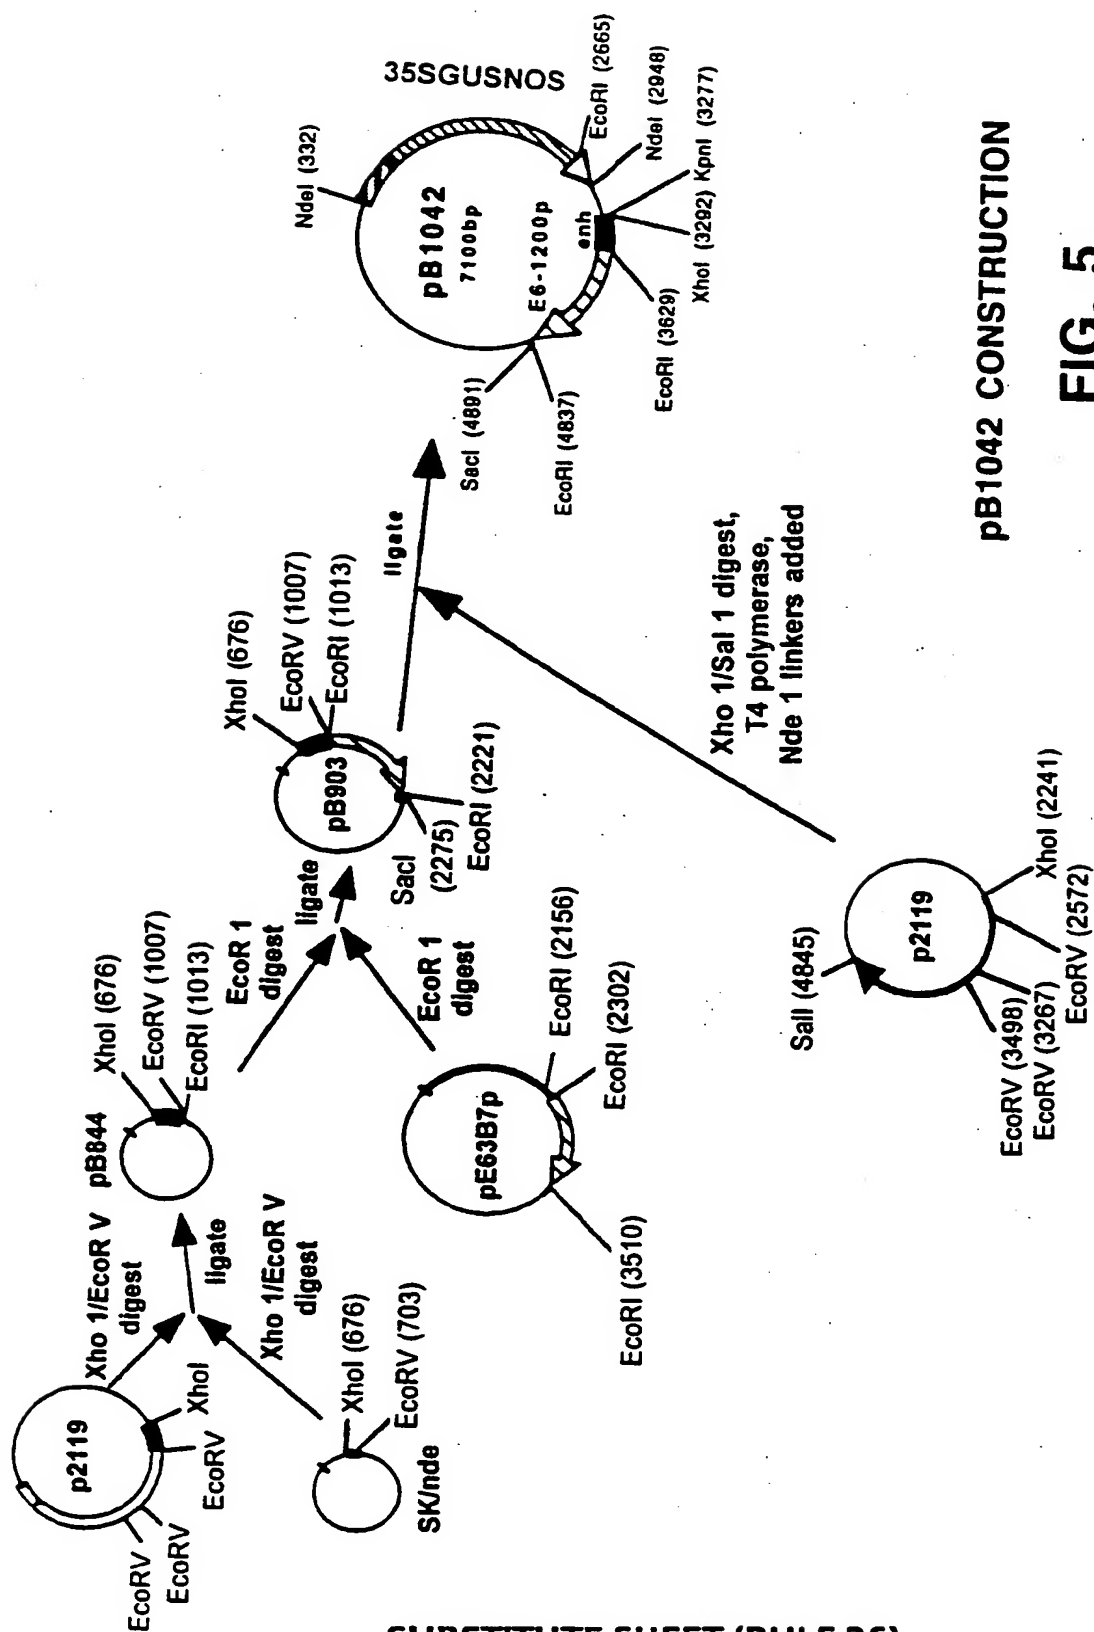 p2119
EcoRV
EcoRV
EcoRV
XhoI
Xho 1/EcoR V
digest
SK/nde
XhoI (676)
EcoRV (703)
Xho 1/EcoR V
digest
ligate
pB844
XhoI (676)
EcoRV (1007)
EcoRI (1013)
EcoR 1
digest
pE63B7p
EcoRI (2156)
EcoRI (2302)
EcoRI (3510)
EcoR 1
digest
ligate
pB903
XhoI (676)
EcoRV (1007)
EcoRI (1013)
SacI
(2275)
EcoRI (2221)
p2119
SalI (4845)
XhoI (2241)
EcoRV (2572)
EcoRV (3267)
EcoRV (3498)
Xho 1/Sal 1 digest,
T4 polymerase,
Nde 1 linkers added
ligate
35SGUSNOS
pB1042
7100bp
E6-1200p
enh
NdeI (332)
EcoRI (2665)
NdeI (2948)
KpnI (3277)
XhoI (3292)
EcoRI (3629)
EcoRI (4837)
SacI (4891)
pB1042 CONSTRUCTION
FIG. 5